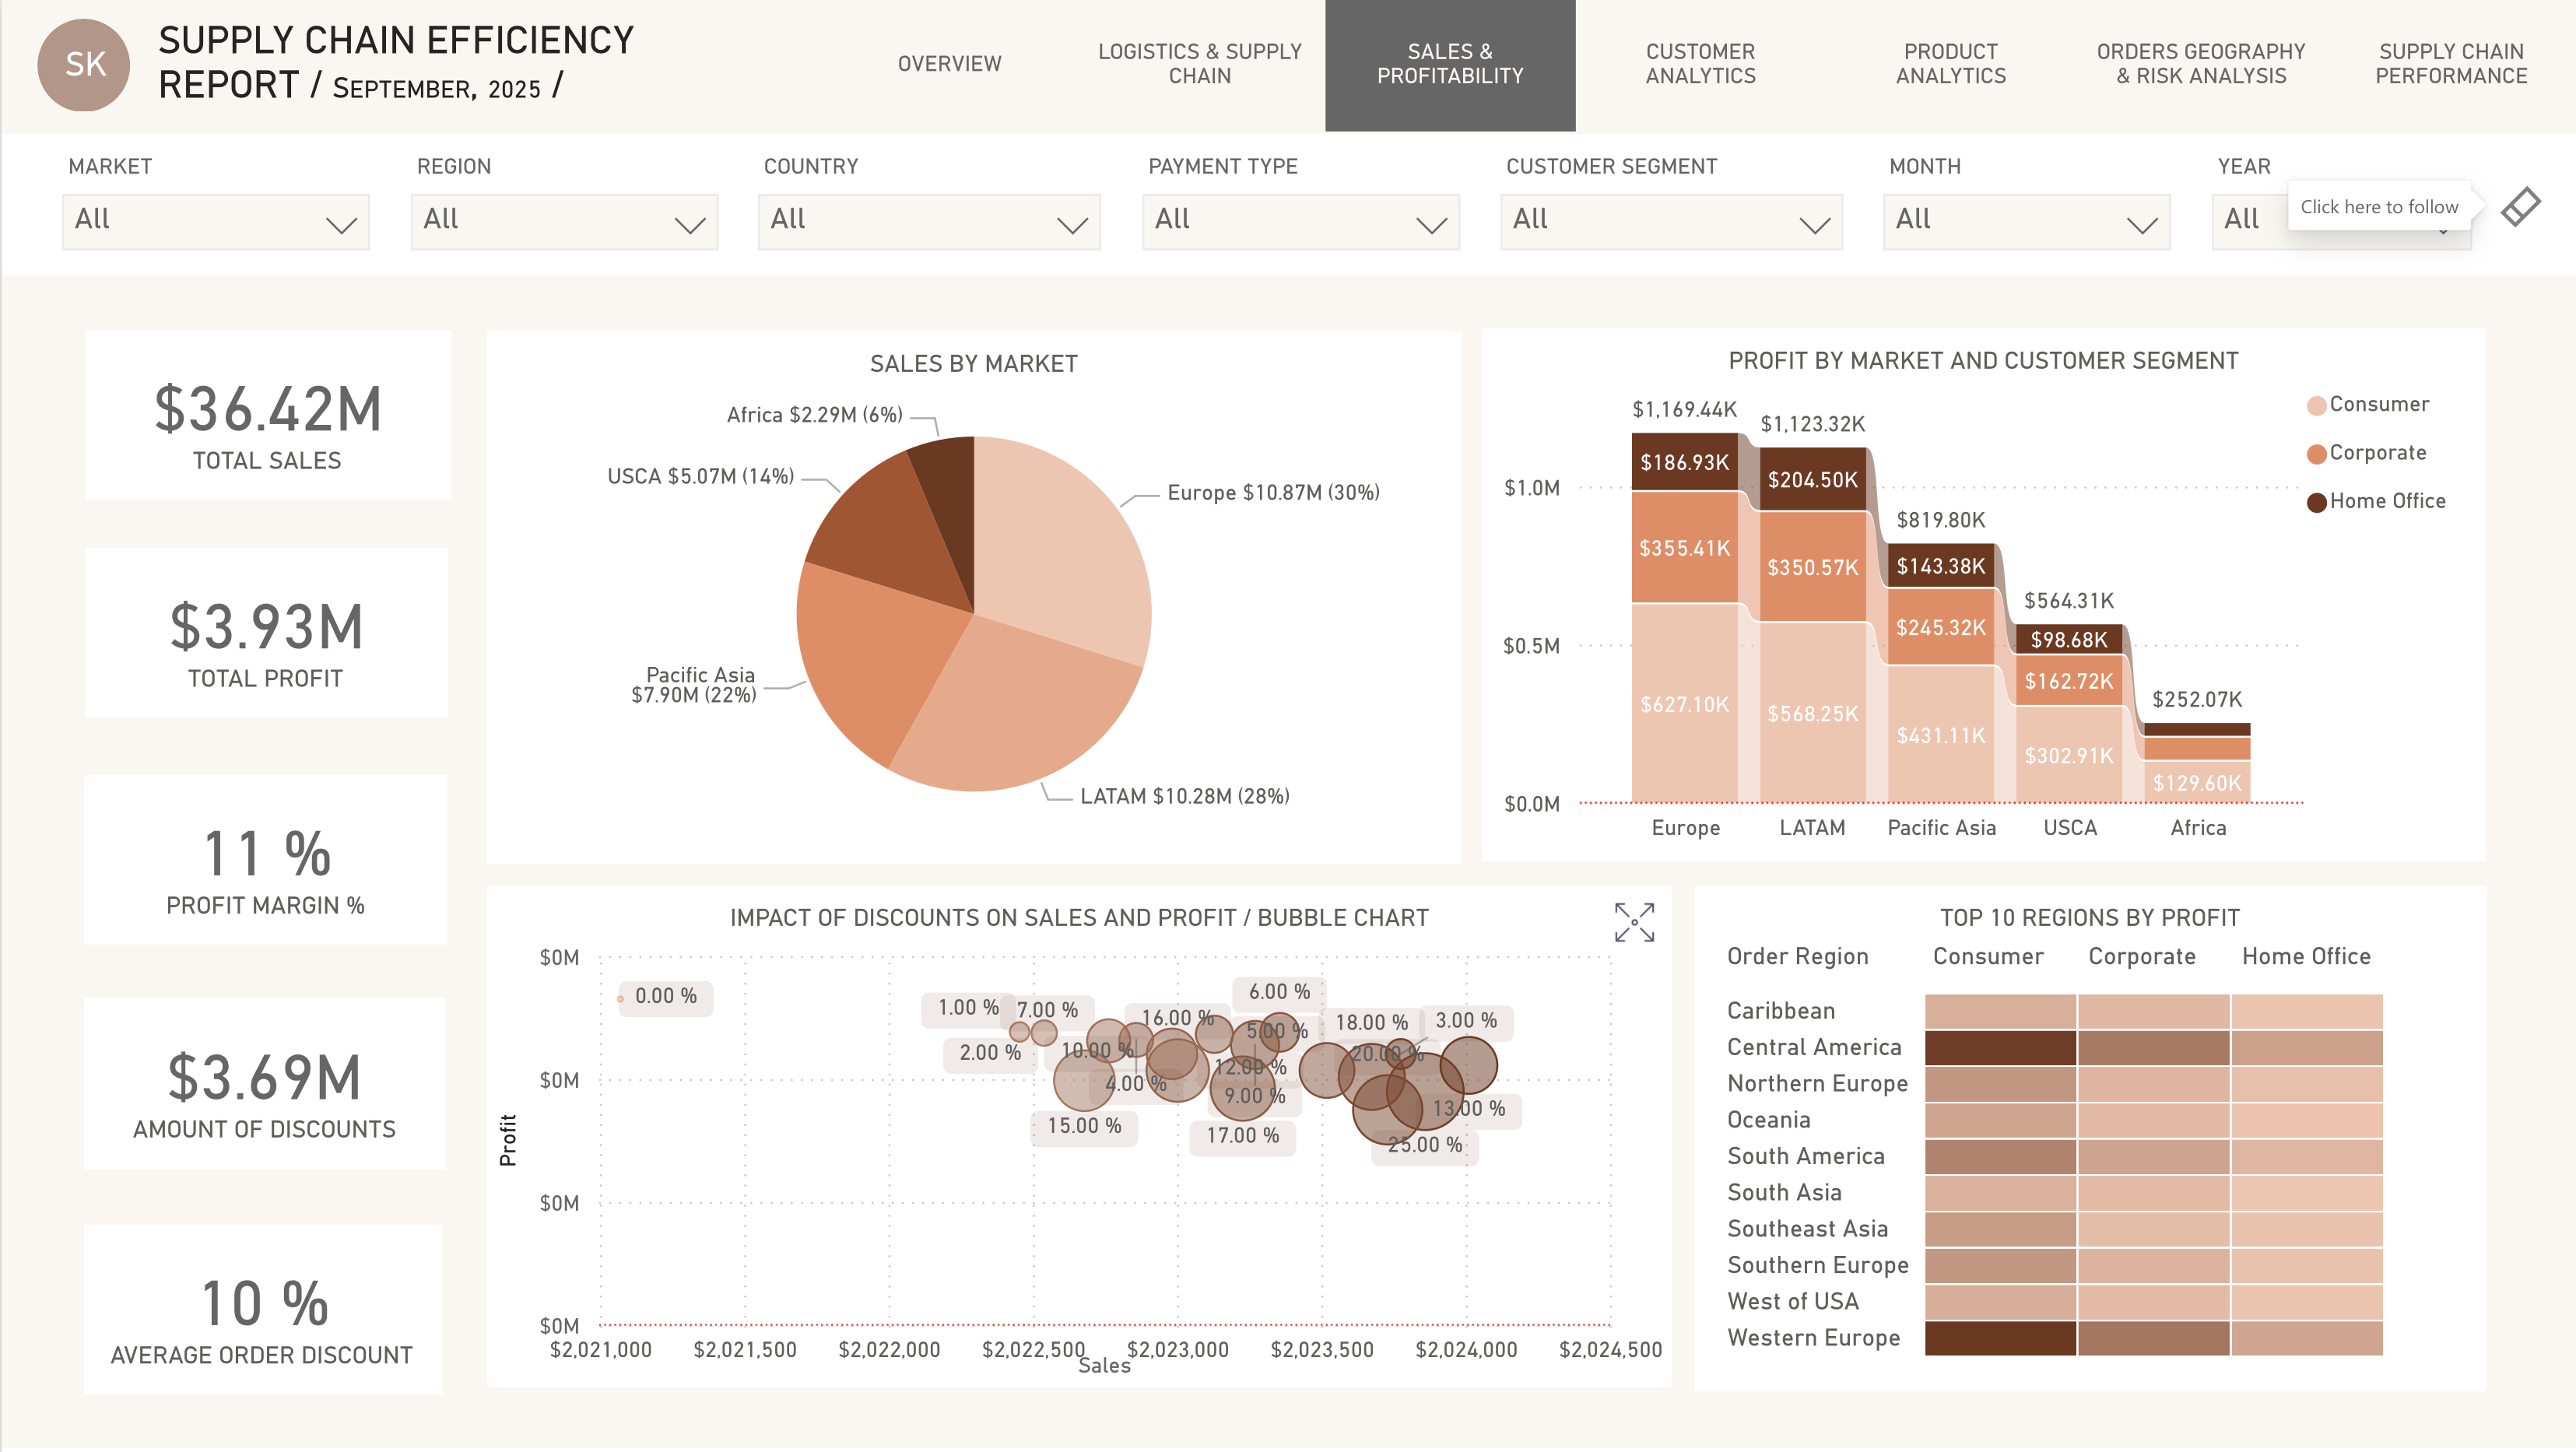 SK
SUPPLY CHAIN EFFICIENCY
REPORT / SEPTEMBER, 2025 /
OVERVIEW
LOGISTICS & SUPPLY
CHAIN
SALES &
PROFITABILITY
CUSTOMER
ANALYTICS
PRODUCT
ANALYTICS
ORDERS GEOGRAPHY
& RISK ANALYSIS
SUPPLY CHAIN
PERFORMANCE
MARKET
All
REGION
All
COUNTRY
All
PAYMENT TYPE
All
CUSTOMER SEGMENT
All
MONTH
All
YEAR
All
Click here to follow
$36.42M
TOTAL SALES
$3.93M
TOTAL PROFIT
11 %
PROFIT MARGIN %
$3.69M
AMOUNT OF DISCOUNTS
10 %
AVERAGE ORDER DISCOUNT
SALES BY MARKET
Africa $2.29M (6%)
USCA $5.07M (14%)
Europe $10.87M (30%)
Pacific Asia
$7.90M (22%)
LATAM $10.28M (28%)
PROFIT BY MARKET AND CUSTOMER SEGMENT
Consumer
Corporate
Home Office
$1.0M
$0.5M
$0.0M
$1,169.44K
$186.93K
$355.41K
$627.10K
Europe
$1,123.32K
$204.50K
$350.57K
$568.25K
LATAM
$819.80K
$143.38K
$245.32K
$431.11K
Pacific Asia
$564.31K
$98.68K
$162.72K
$302.91K
USCA
$252.07K
$129.60K
Africa
IMPACT OF DISCOUNTS ON SALES AND PROFIT / BUBBLE CHART
Profit
$0M
$0M
$0M
$0M
0.00 %
1.00 %
7.00 %
2.00 %
10.00 %
4.00 %
15.00 %
16.00 %
6.00 %
5.00 %
12.00 %
9.00 %
17.00 %
18.00 %
3.00 %
20.00 %
13.00 %
25.00 %
$2,021,000
$2,021,500
$2,022,000
$2,022,500
$2,023,000
$2,023,500
$2,024,000
$2,024,500
Sales
TOP 10 REGIONS BY PROFIT
Order Region Consumer Corporate Home Office
Caribbean
Central America
Northern Europe
Oceania
South America
South Asia
Southeast Asia
Southern Europe
West of USA
Western Europe